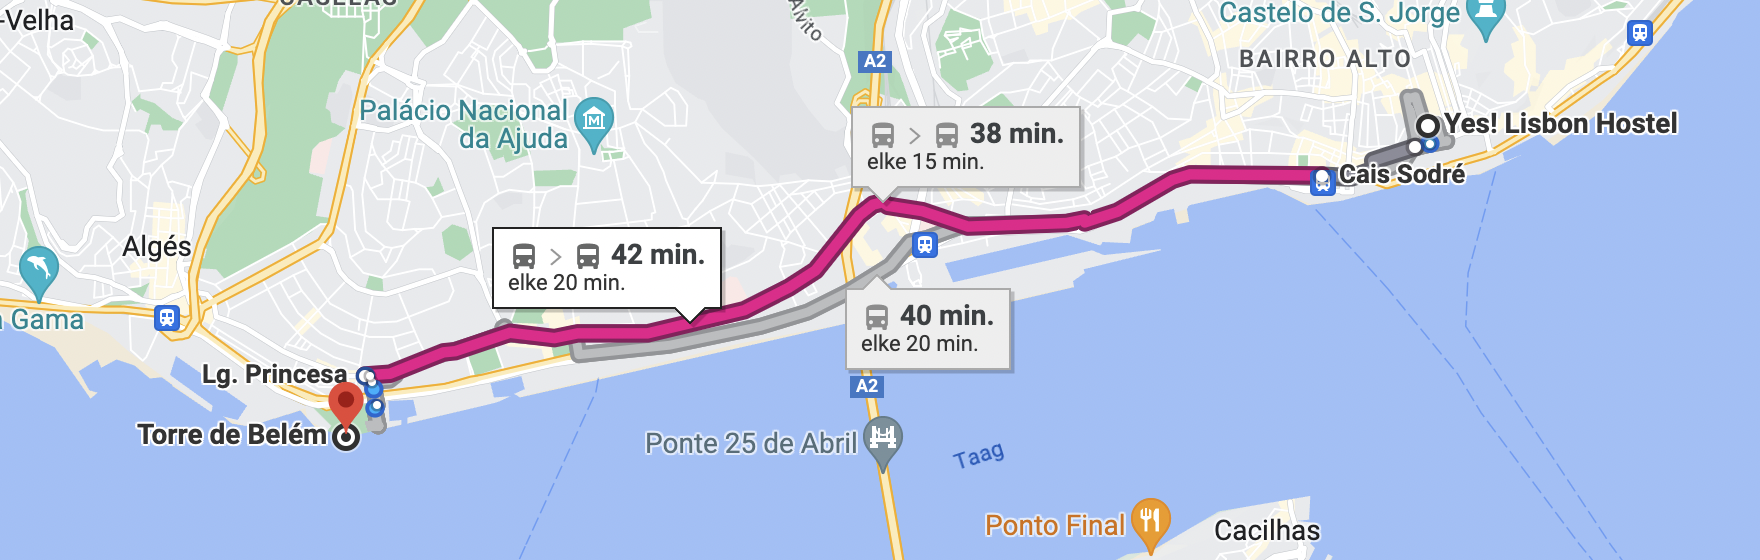 CASELAS
-Velha
Alvito
Castelo de S. Jorge
A2
BAIRRO ALTO
Palácio Nacional
da Ajuda
38 min.
elke 15 min.
Yes! Lisbon Hostel
Cais Sodré
Algés
42 min.
elke 20 min.
a Gama
40 min.
elke 20 min.
Lg. Princesa
A2
Torre de Belém
Ponte 25 de Abril
Taag
Ponto Final
Cacilhas